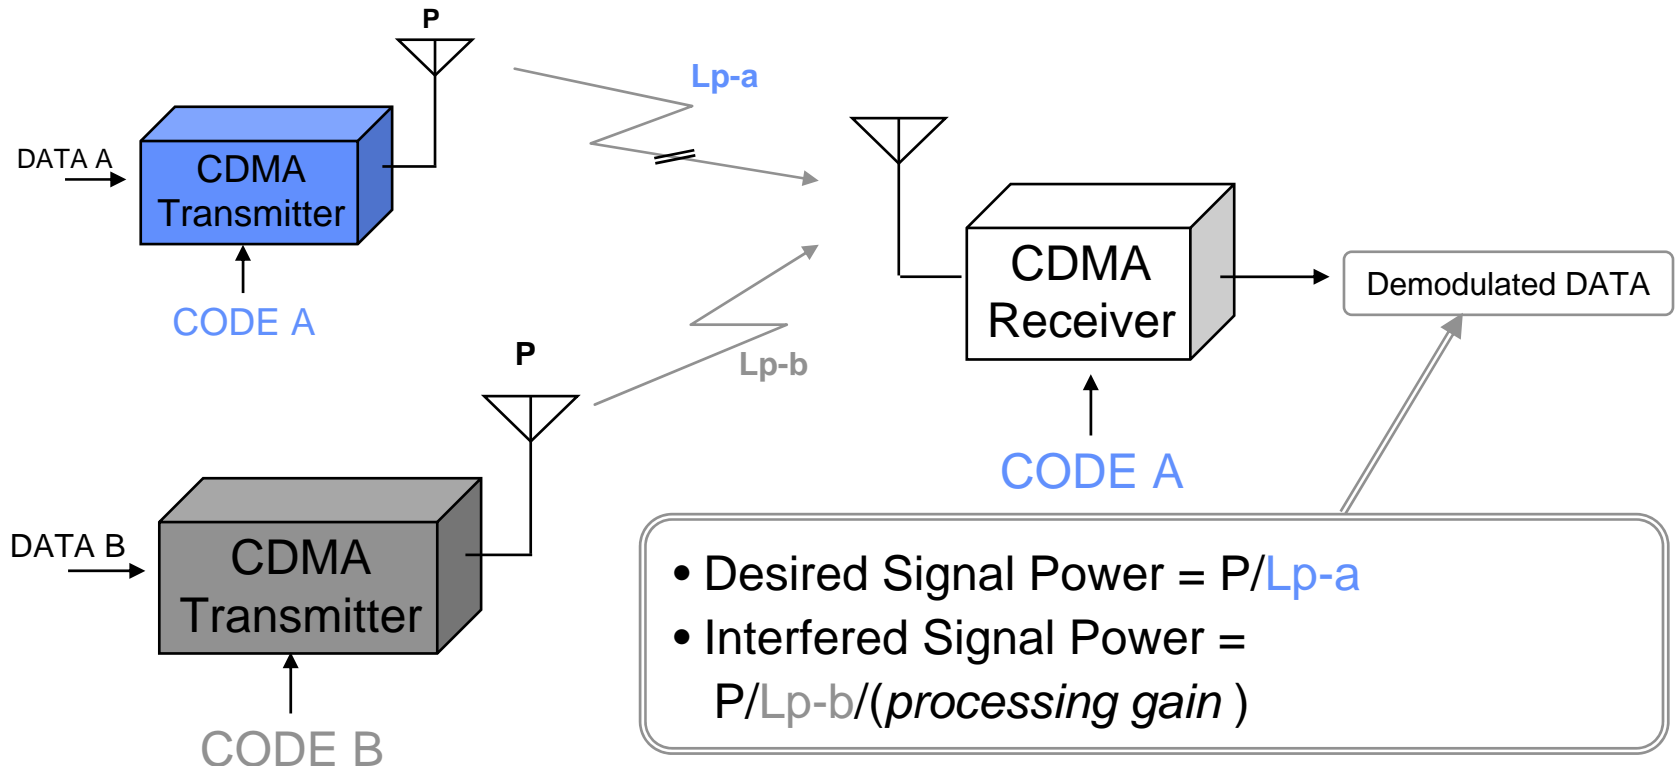 P
Lp-a
DATA A
CDMA
Transmitter
CODE A
P
Lp-b
DATA B
CDMA
Transmitter
CODE B
CDMA
Receiver
CODE A
Demodulated DATA
• Desired Signal Power = P/Lp-a
• Interfered Signal Power =
P/Lp-b/(processing gain )